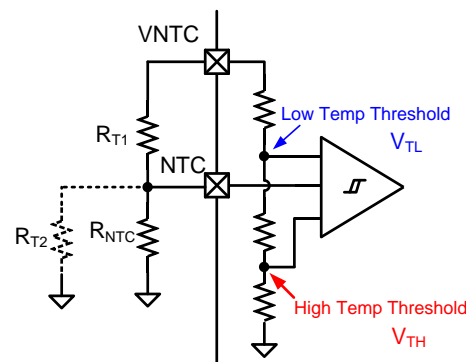 VNTC
RT1
Low Temp Threshold
VTL
NTC
RT2
RNTC
High Temp Threshold
VTH